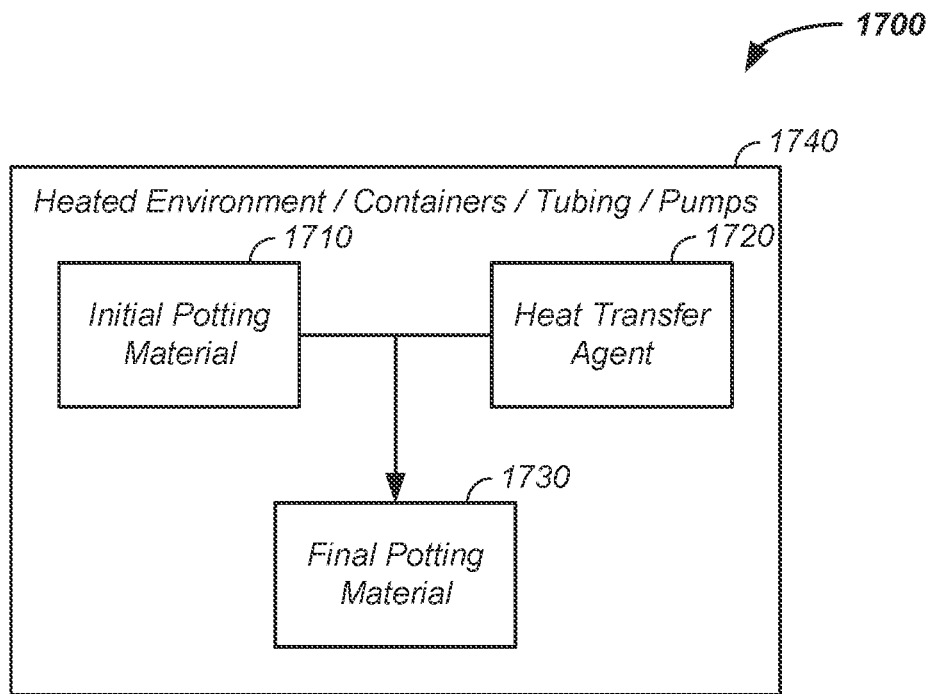 1700
1740
Heated Environment / Containers / Tubing / Pumps
1710
1720
Initial Potting
Material
Heat Transfer
Agent
1730
Final Potting
Material